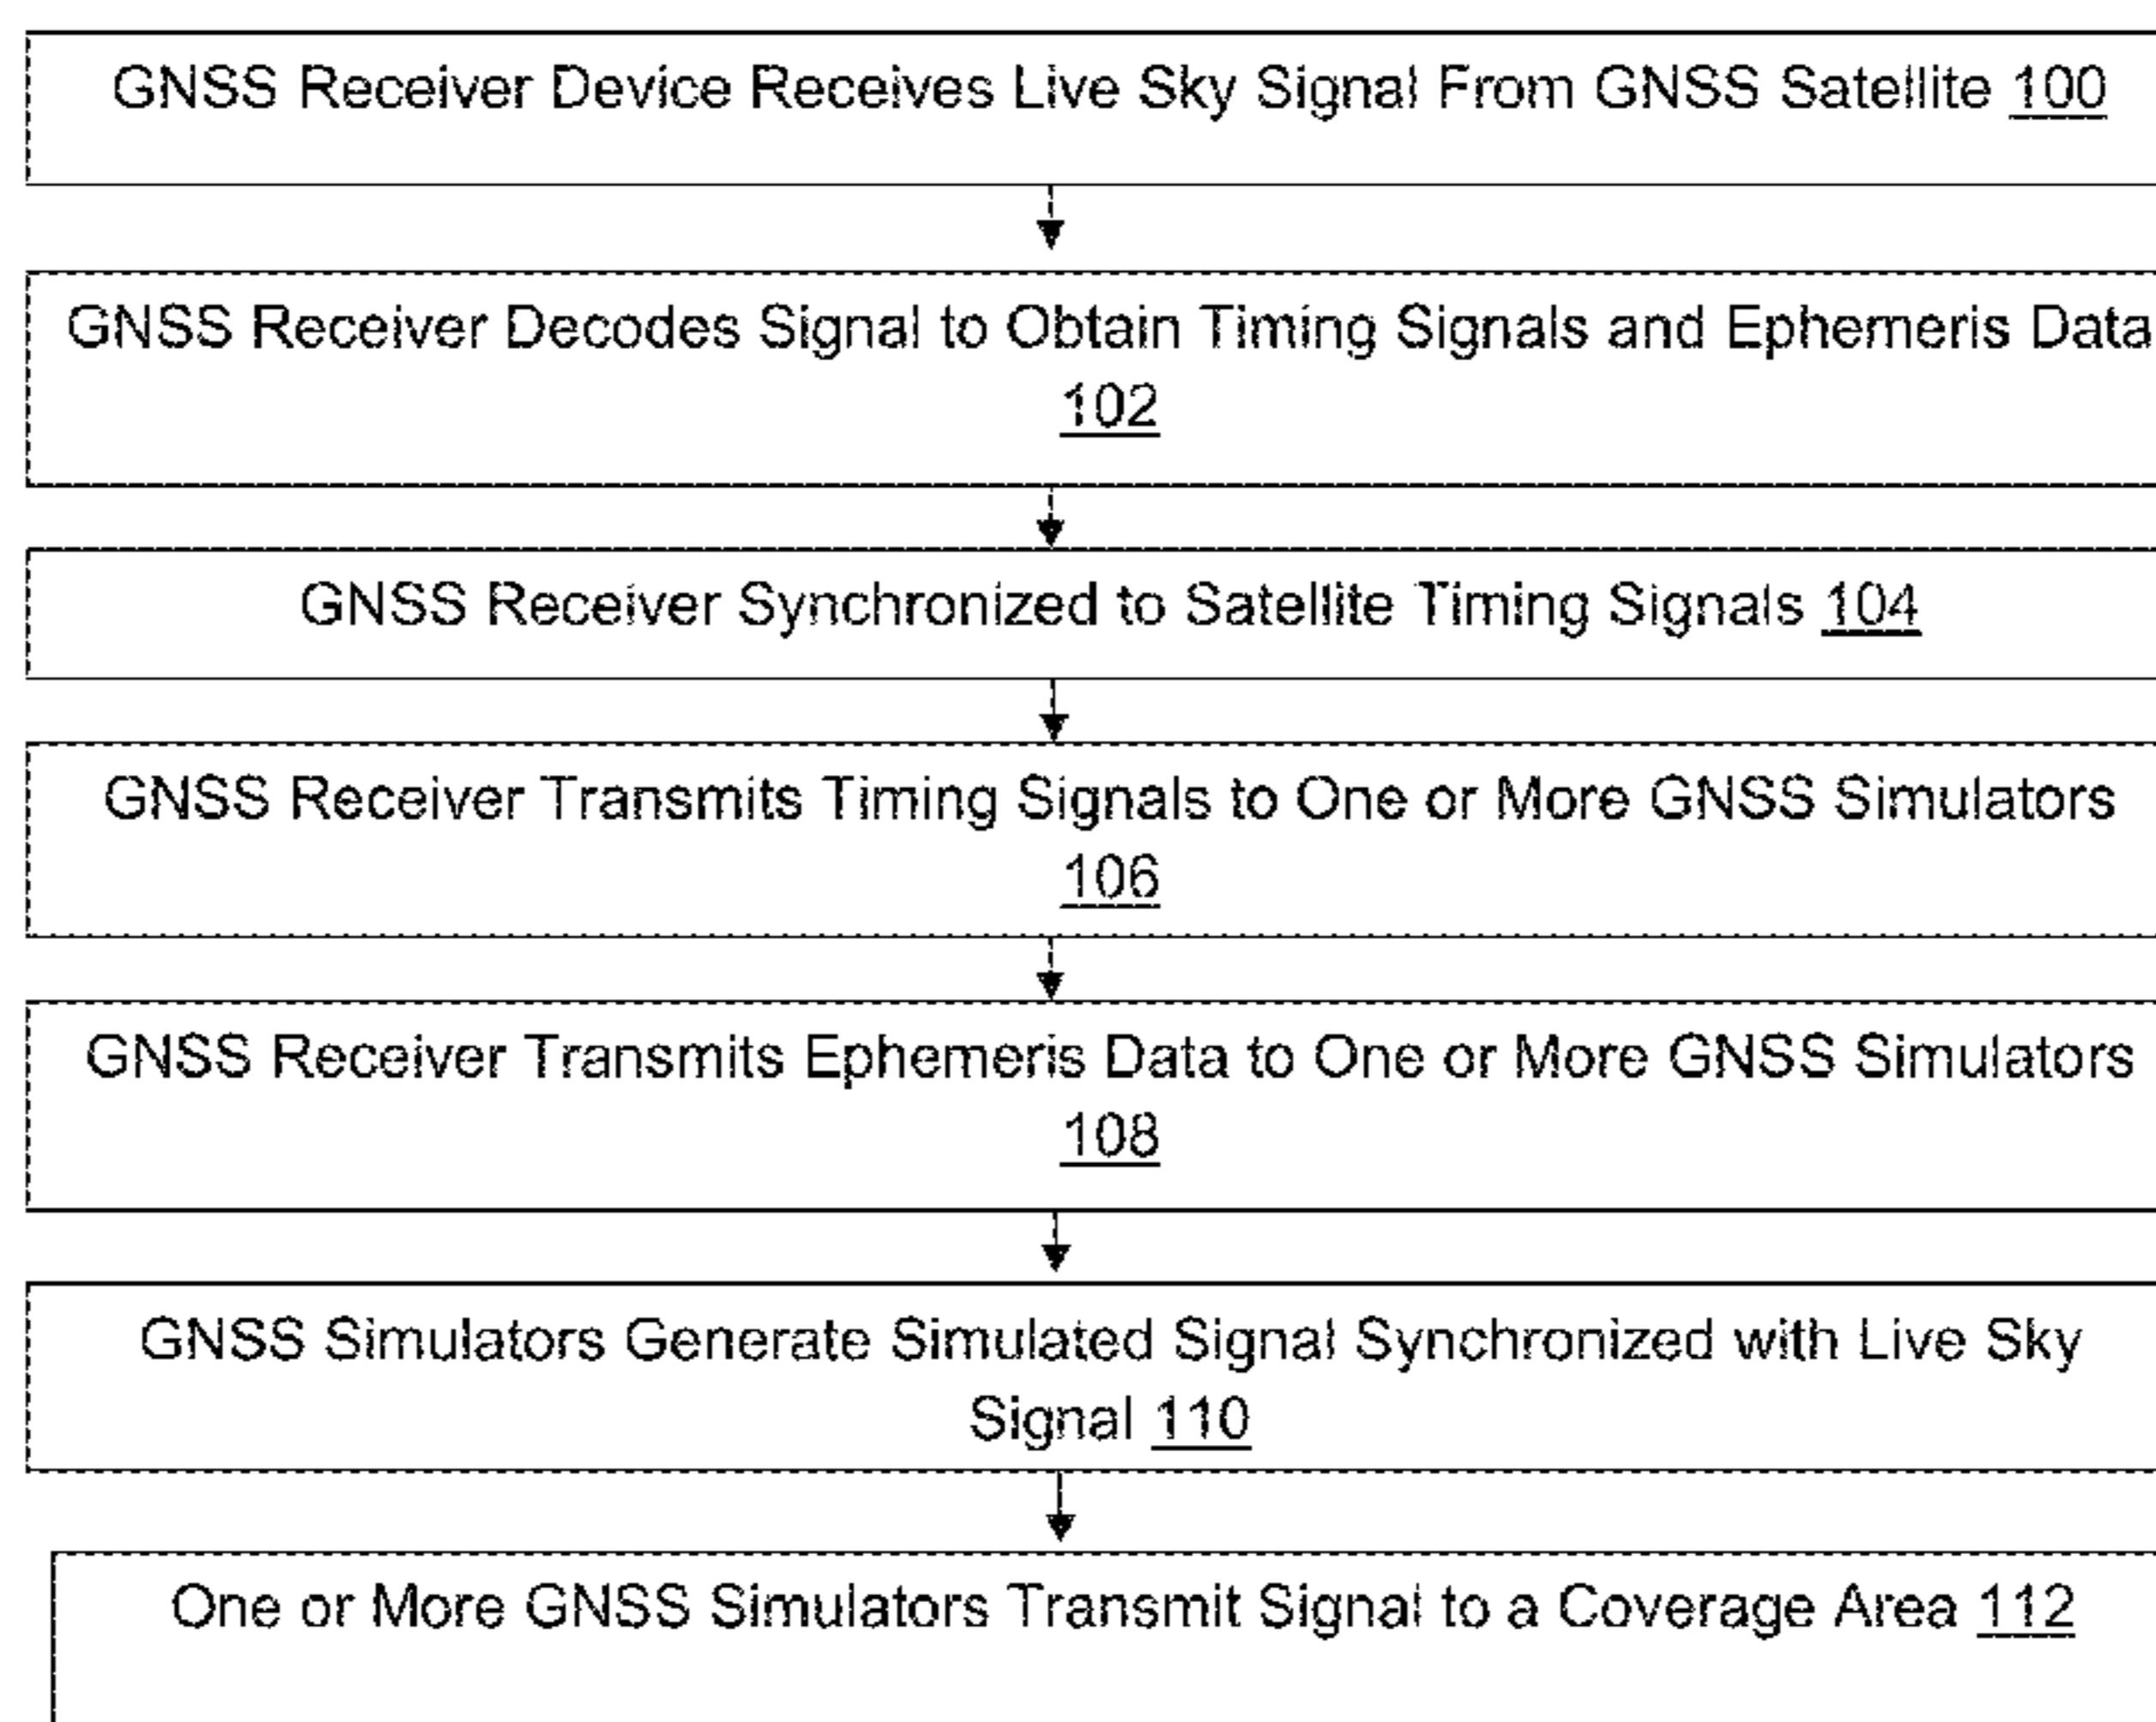 GNSS Receiver Device Receives Live Sky Signal From GNSS Satellite 100
GNSS Receiver Decodes Signal to Obtain Timing Signals and Ephemeris Data
102
GNSS Receiver Synchronized to Satellite Timing Signals 104
GNSS Receiver Transmits Timing Signals to One or More GNSS Simulators
106
GNSS Receiver Transmits Ephemeris Data to One or More GNSS Simulators
108
GNSS Simulators Generate Simulated Signal Synchronized with Live Sky
Signal 110
One or More GNSS Simulators Transmit Signal to a Coverage Area 112